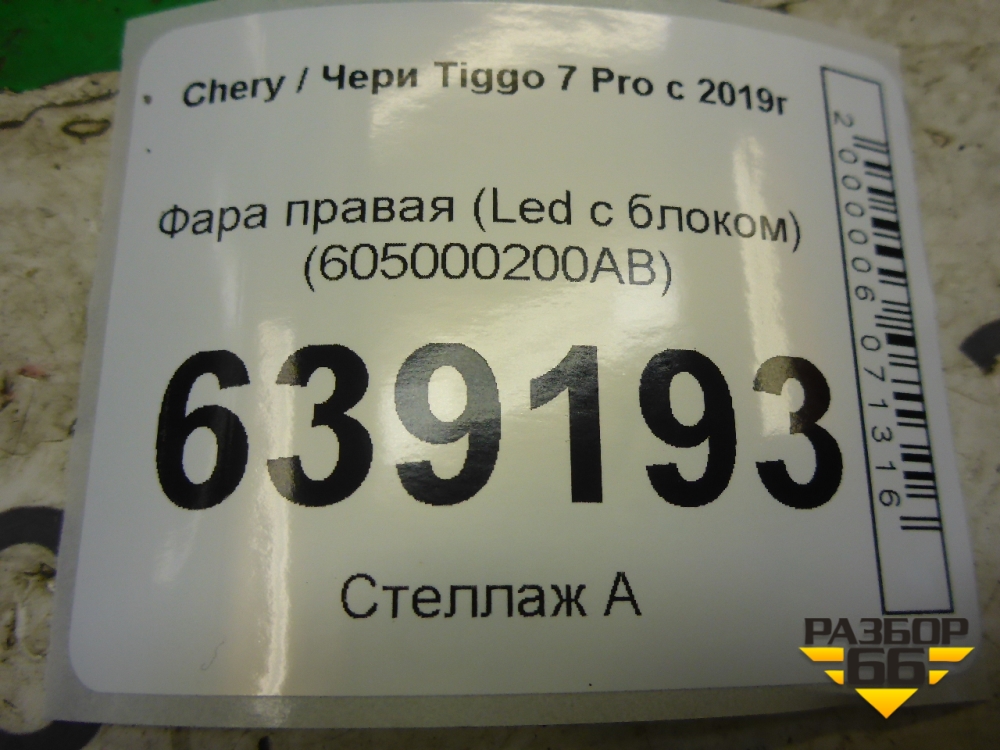 Chery / Чери Tiggo 7 Pro с 2019г
Фара правая (Led с блоком)
(605000200AB)
639193
Стеллаж А
2000006071316
РАЗБОР
66